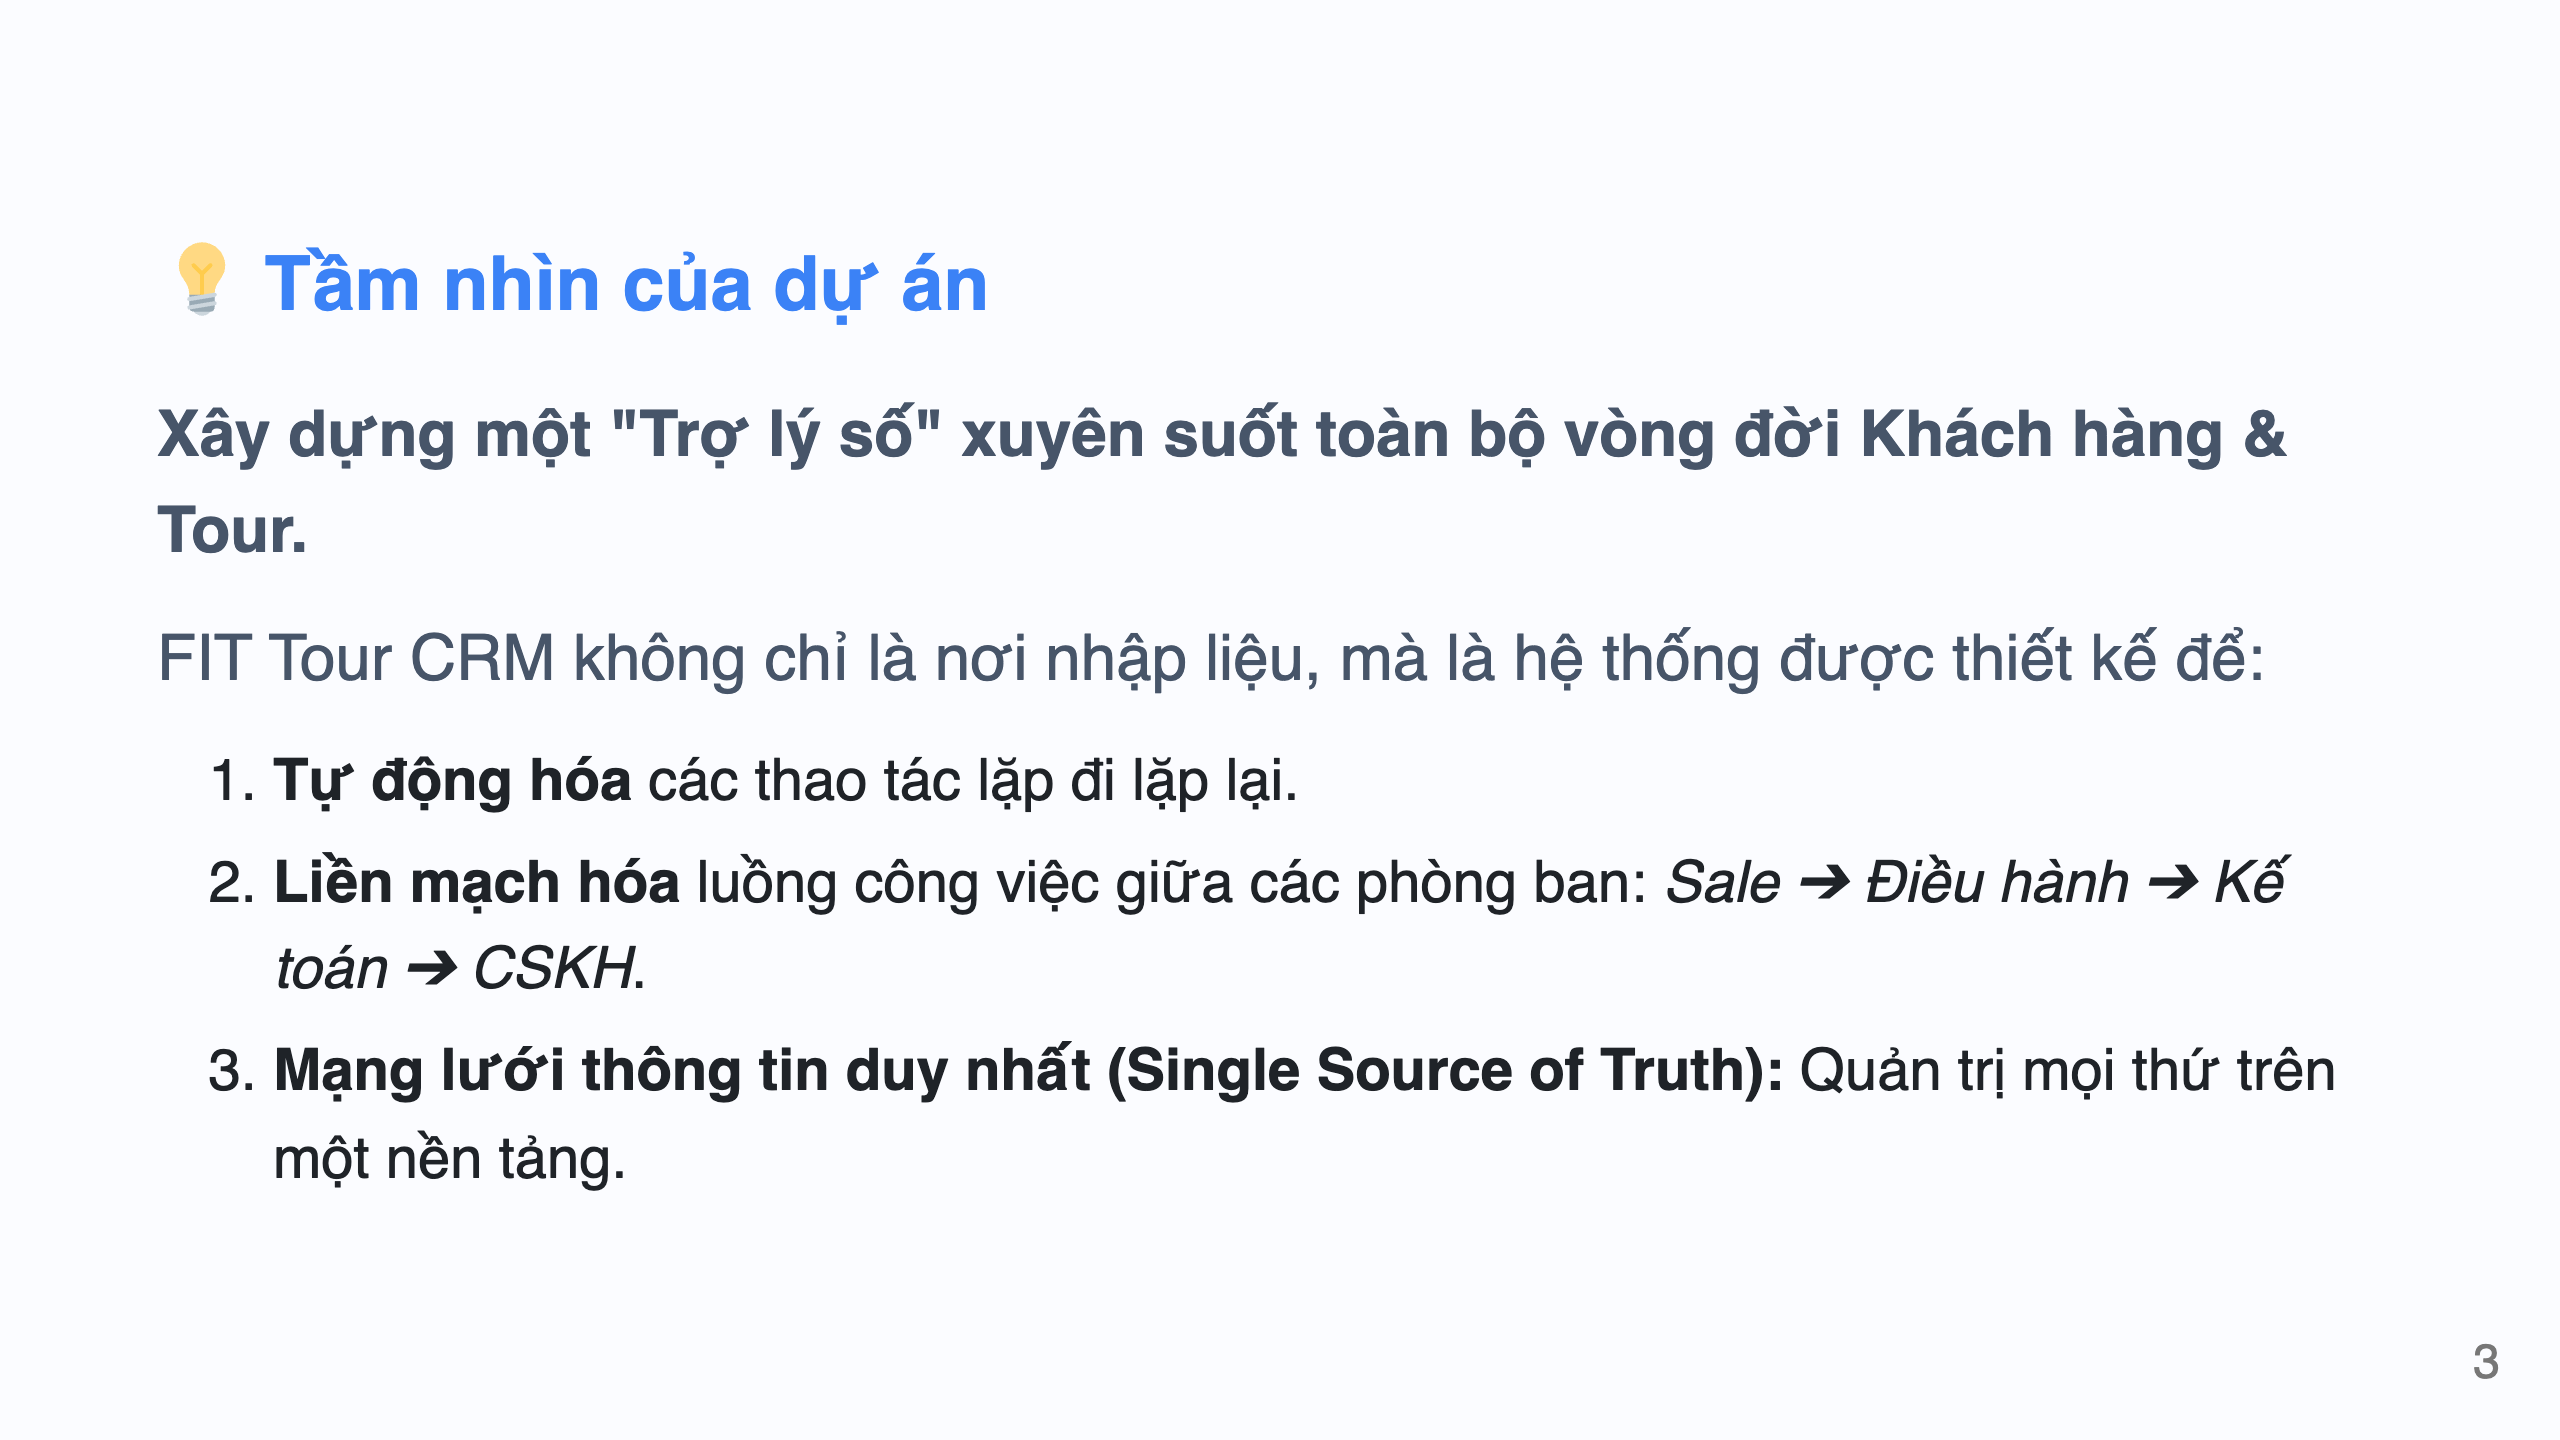 💡 Tầm nhìn của dự án
Xây dựng một "Trợ lý số" xuyên suốt toàn bộ vòng đời Khách hàng &
Tour.
FIT Tour CRM không chỉ là nơi nhập liệu, mà là hệ thống được thiết kế để:
1. Tự động hóa các thao tác lặp đi lặp lại.
2. Liền mạch hóa luồng công việc giữa các phòng ban: Sale ➔ Điều hành ➔ Kế
toán ➔ CSKH.
3. Mạng lưới thông tin duy nhất (Single Source of Truth): Quản trị mọi thứ trên
một nền tảng.
3